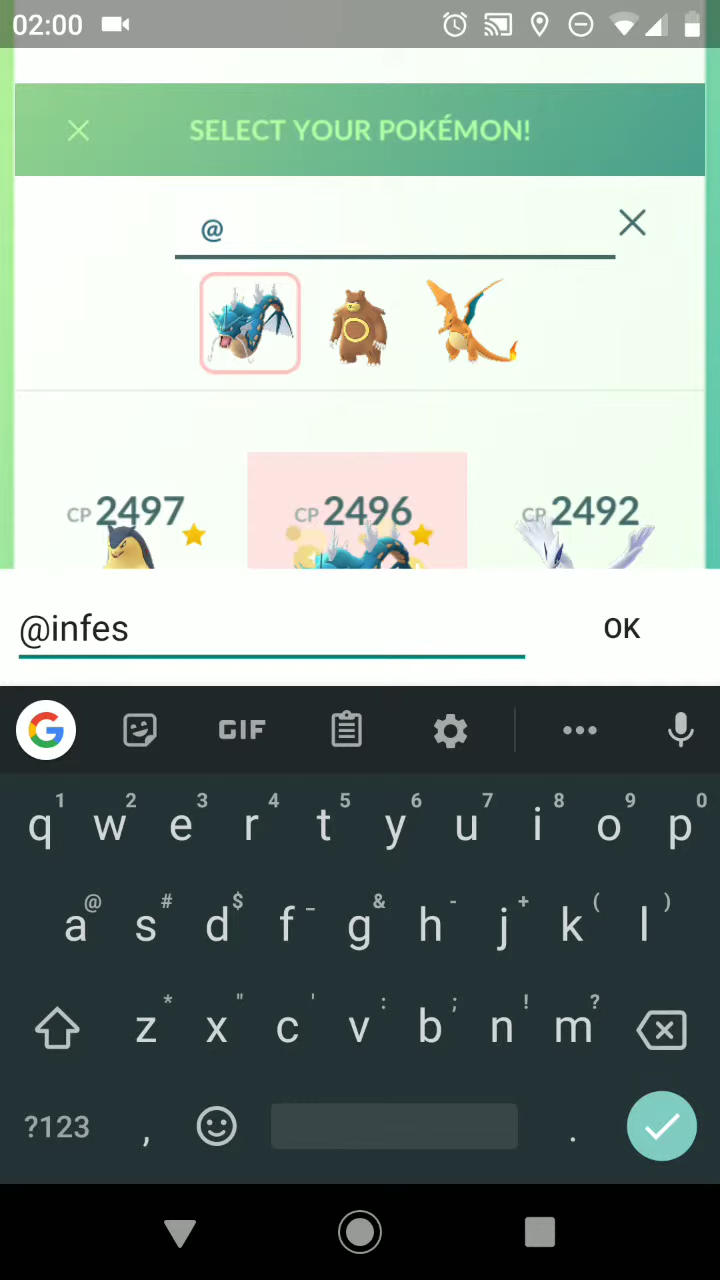 02:00
SELECT YOUR POKÉMON!
@
CP 2497 CP 2496 CP 2492
@infes OK
GIF
1 2 3 4 5 6 7 8 9 0
q w e r t y u i o p
@ # $ _ & - + ( )
a s d f g h j k l
* " ' : ; ! ?
z x c v b n m
?123 , .